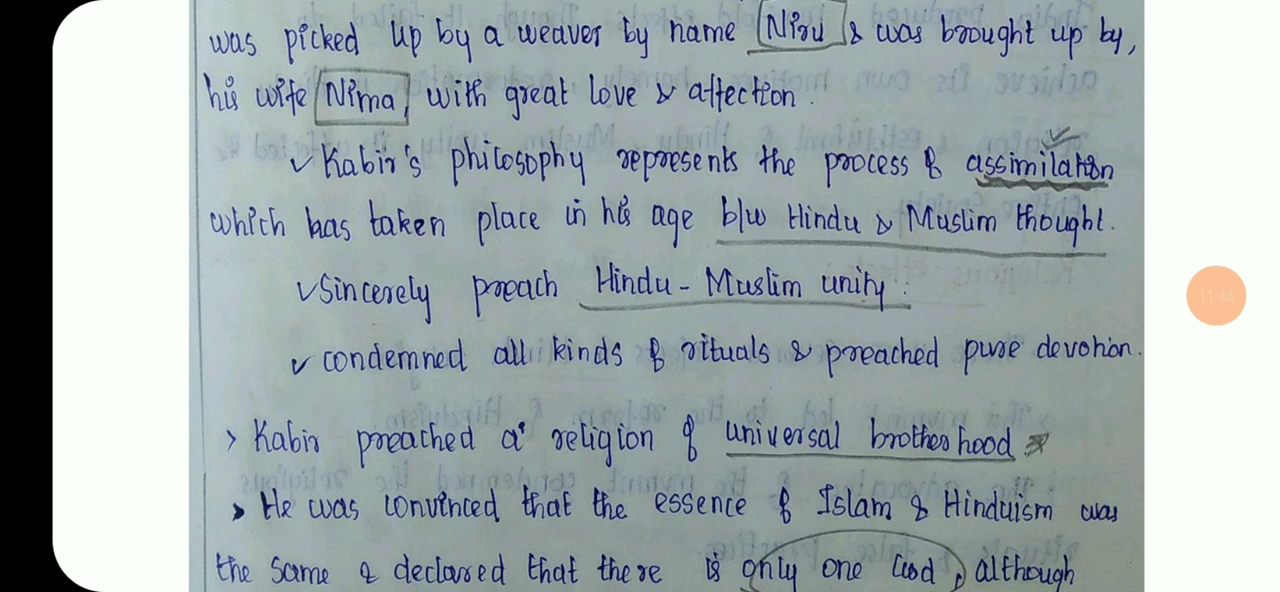 was picked up by a weaver by name Niru & was brought up by,
his wife Nima, with great love & affection.
✓ Kabir's philosophy represents the process of assimilation
which has taken place in his age b/w Hindu & Muslim thought.
✓ Sincerely preach Hindu - Muslim unity.
✓ condemned all kinds of rituals & preached pure devotion.
> Kabir preached a religion of universal brotherhood
> He was convinced that the essence of Islam & Hinduism was
the same & declared that there is only one God, although
11:46